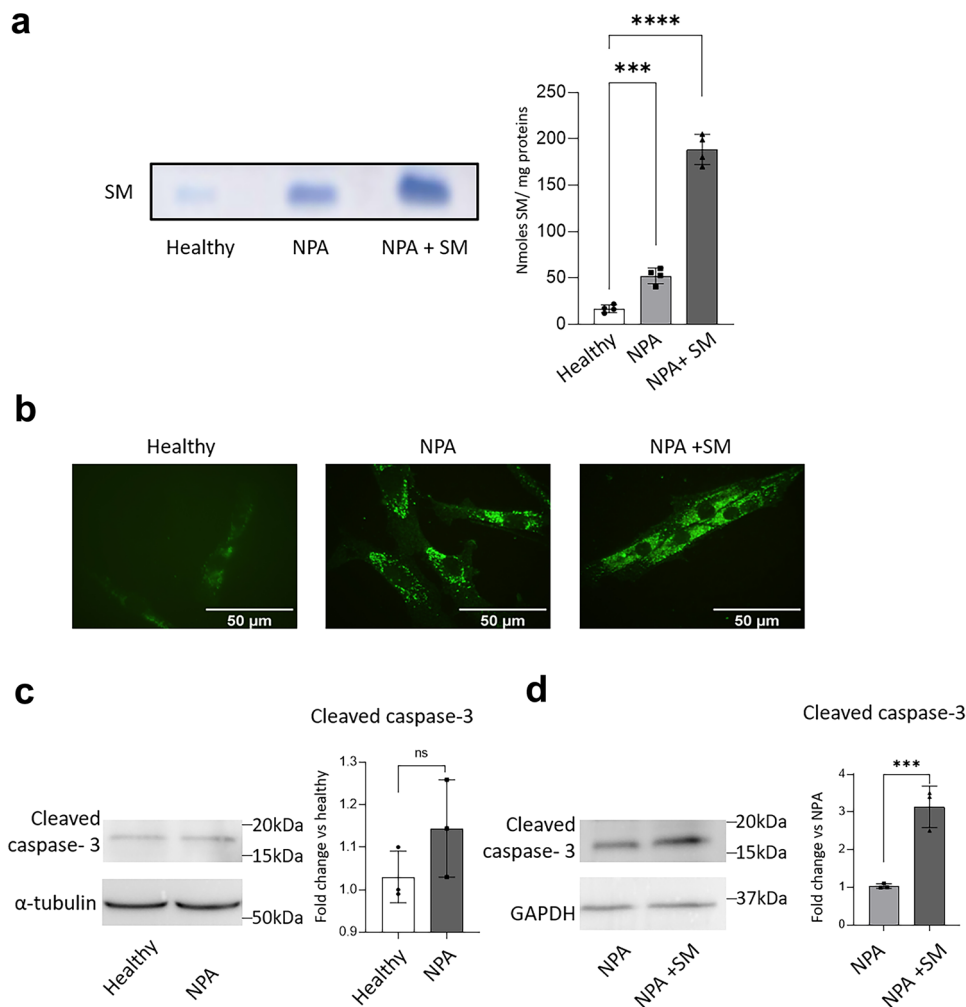 a
SM
Healthy
NPA
NPA + SM
****
***
Nmoles SM/ mg proteins
250
200
150
100
50
0
Healthy
NPA
NPA+ SM
b
Healthy
NPA
NPA +SM
50 µm
50 µm
50 µm
c
Cleaved
caspase- 3
α-tubulin
20kDa
15kDa
50kDa
Healthy
NPA
Cleaved caspase-3
ns
Fold change vs healthy
1.3
1.2
1.1
1.0
0.9
Healthy
NPA
d
Cleaved
caspase- 3
GAPDH
20kDa
15kDa
37kDa
NPA
NPA +SM
Cleaved caspase-3
***
Fold change vs NPA
4
3
2
1
0
NPA
NPA +SM